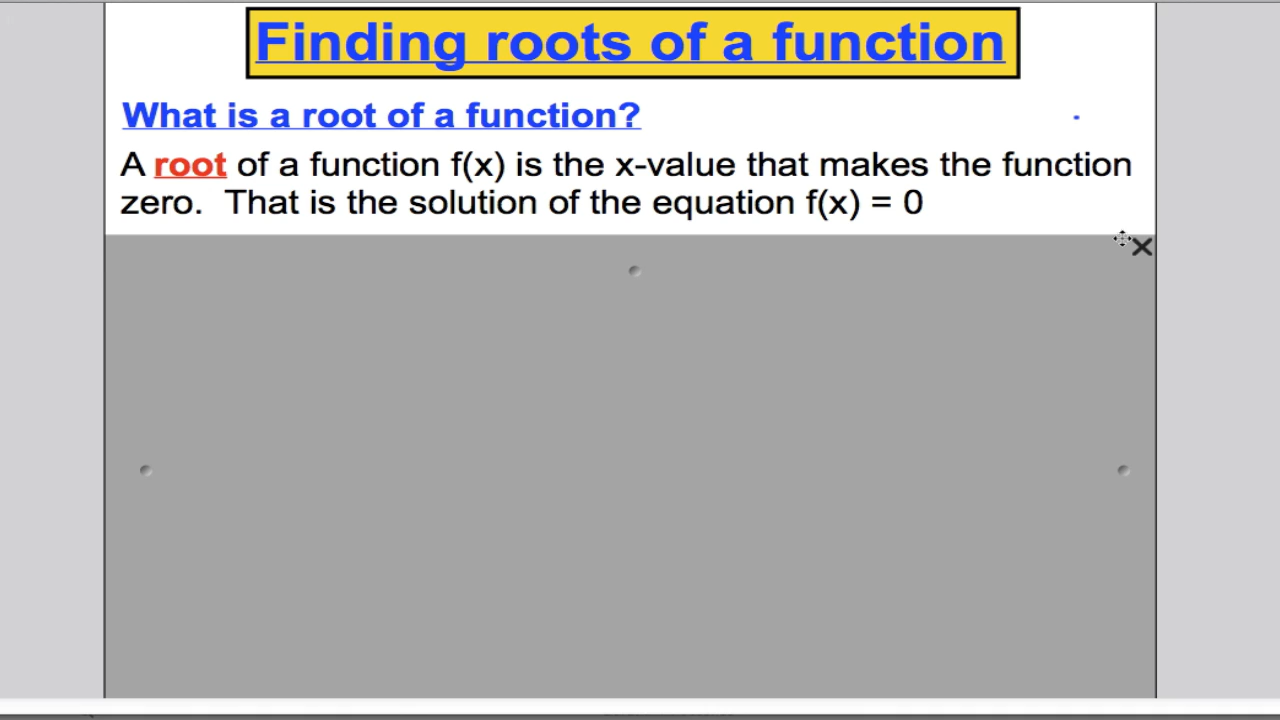 Finding roots of a function
What is a root of a function?
A root of a function f(x) is the x-value that makes the function
zero.  That is the solution of the equation f(x) = 0